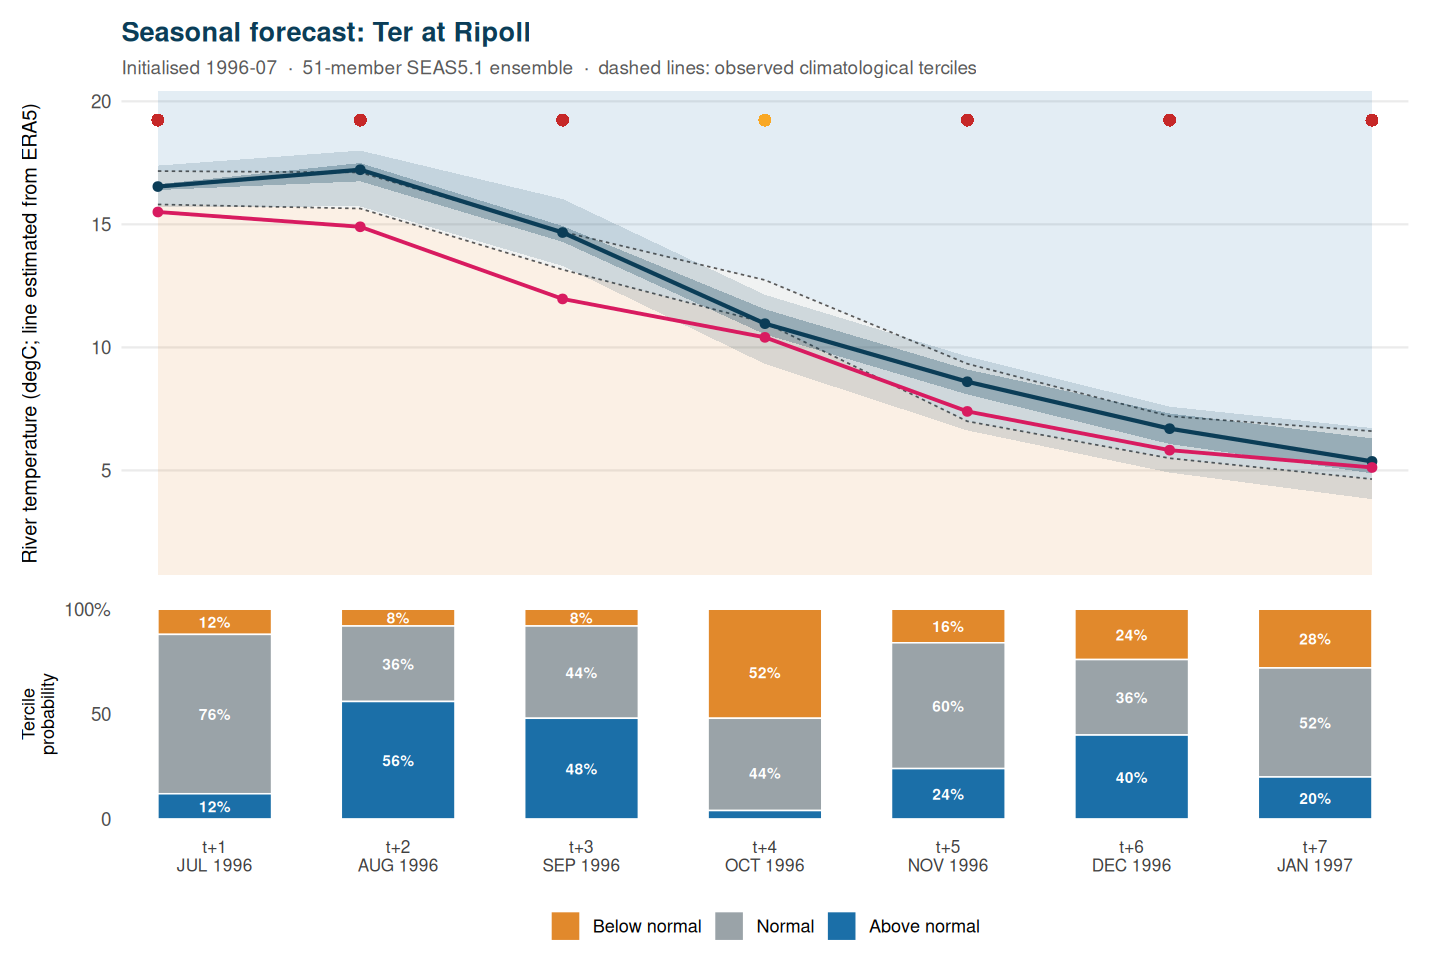 Seasonal forecast: Ter at Ripoll
Initialised 1996-07 · 51-member SEAS5.1 ensemble · dashed lines: observed climatological terciles
River temperature (degC; line estimated from ERA5)
20
15
10
5
Tercile
probability
100%
50
0
12%
76%
12%
8%
36%
56%
8%
44%
48%
52%
44%
16%
60%
24%
24%
36%
40%
28%
52%
20%
t+1
JUL 1996
t+2
AUG 1996
t+3
SEP 1996
t+4
OCT 1996
t+5
NOV 1996
t+6
DEC 1996
t+7
JAN 1997
Below normal
Normal
Above normal